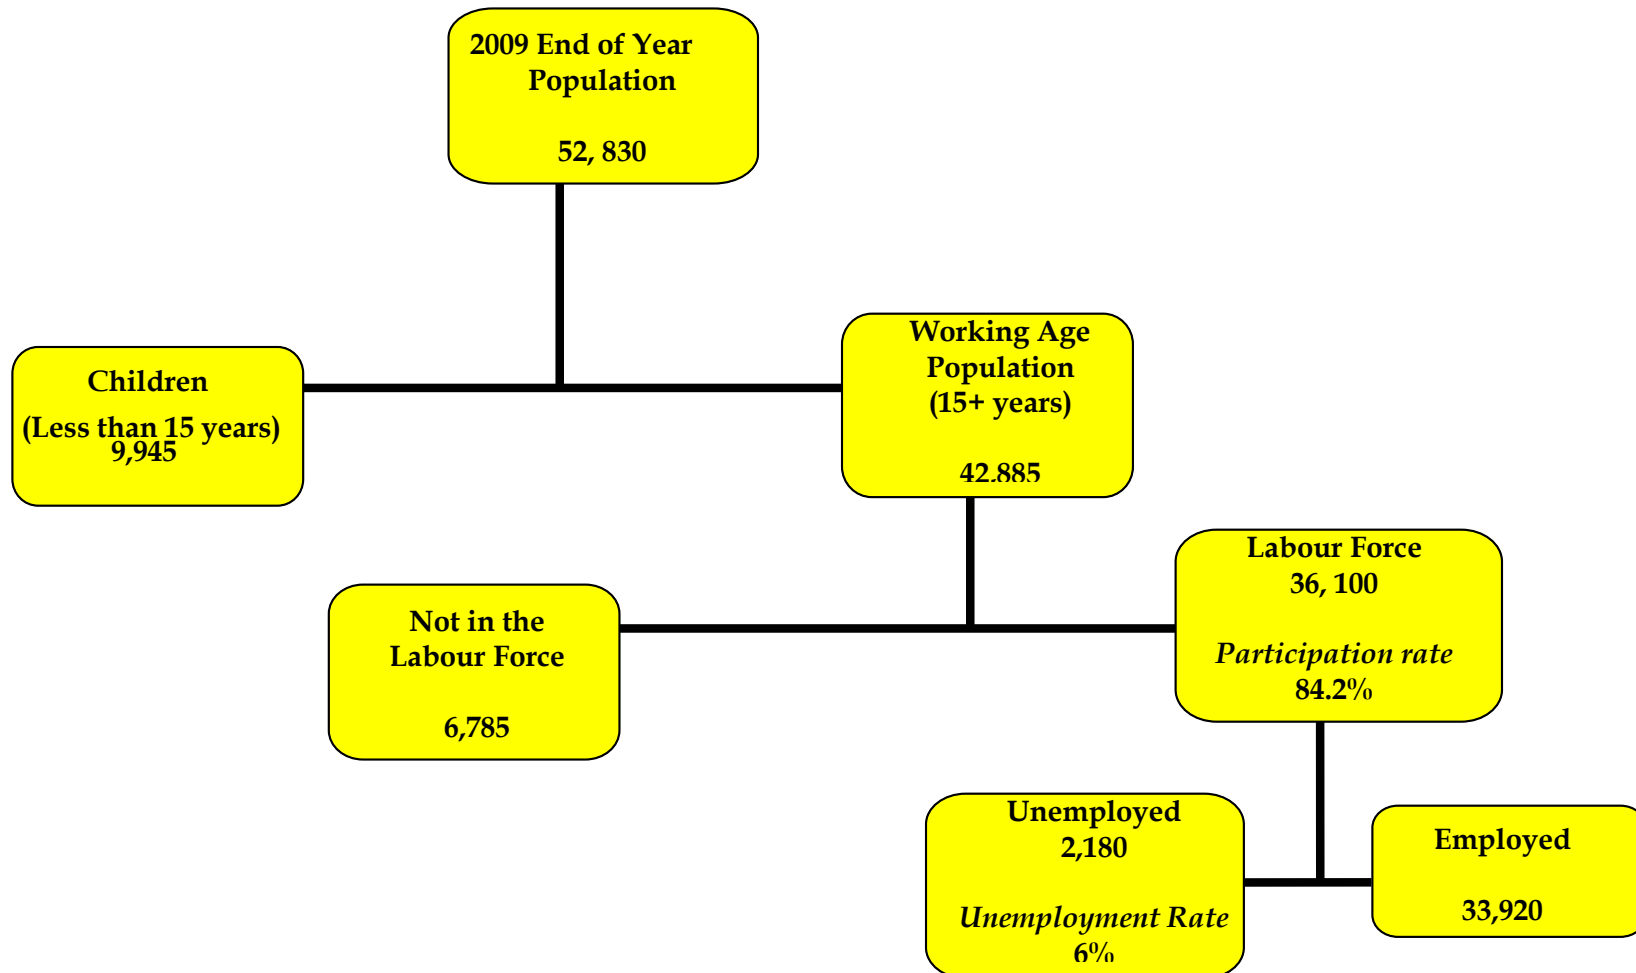 2009 End of Year
Population
52, 830
Children
(Less than 15 years)
9,945
Working Age
Population
(15+ years)
42,885
Not in the
Labour Force
6,785
Labour Force
36, 100
Participation rate
84.2%
Unemployed
2,180
Unemployment Rate
6%
Employed
33,920